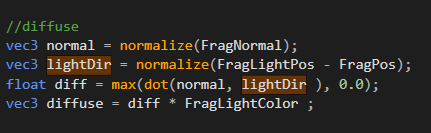 //diffuse
vec3 normal = normalize(FragNormal);
vec3 lightDir = normalize(FragLightPos - FragPos);
float diff = max(dot(normal, lightDir ), 0.0);
vec3 diffuse = diff * FragLightColor ;